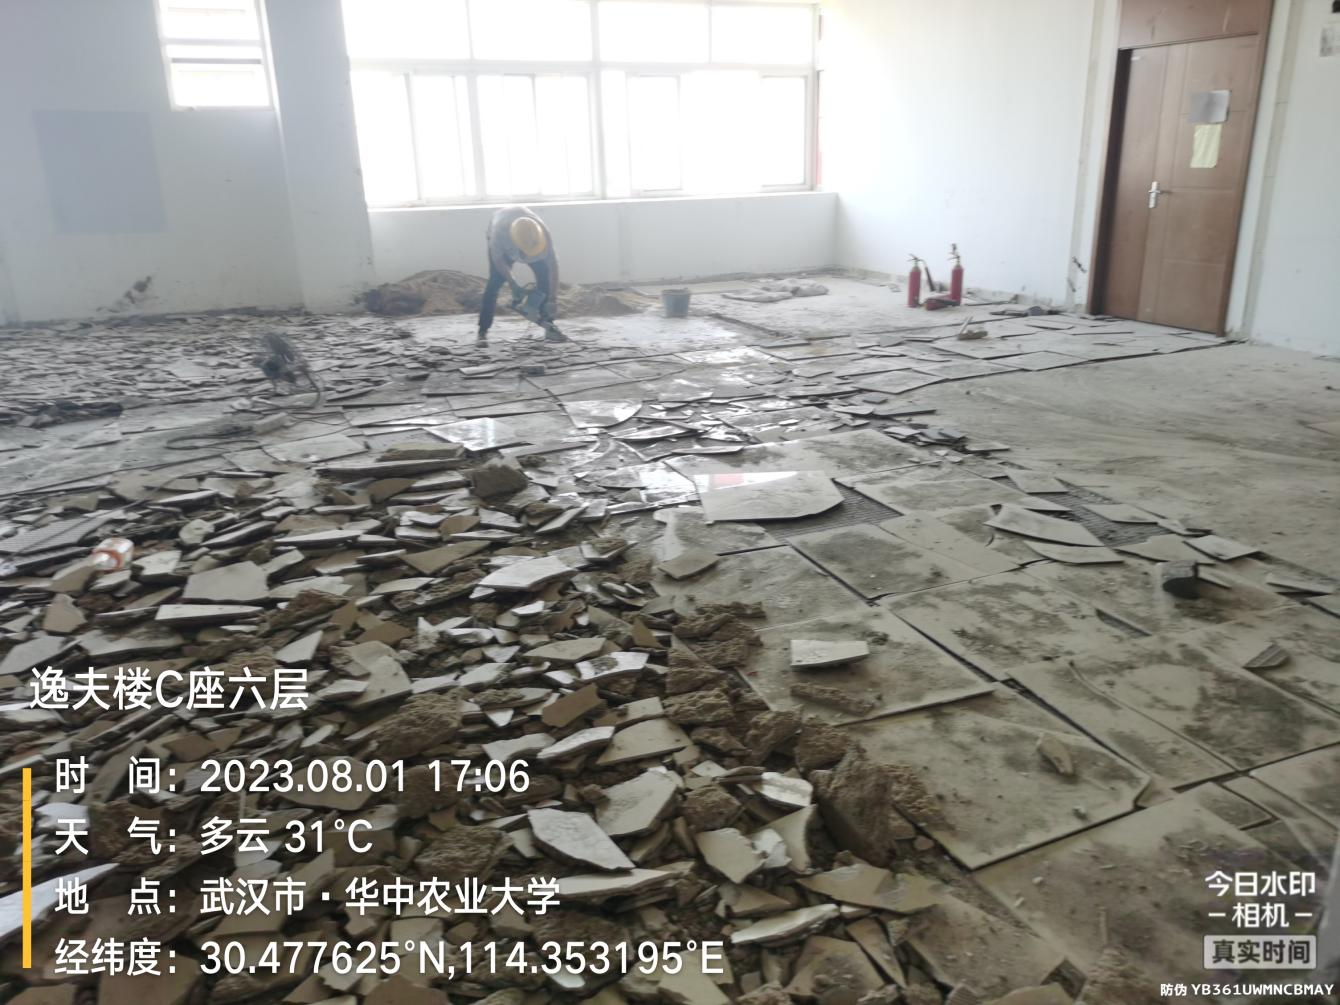 逸夫楼C座六层
时 间：2023.08.01 17:06
天 气：多云 31℃
地 点：武汉市·华中农业大学
经纬度：30.477625°N,114.353195°E
今日水印
-相机-
真实时间
防伪 YB361UWMNCBMAY